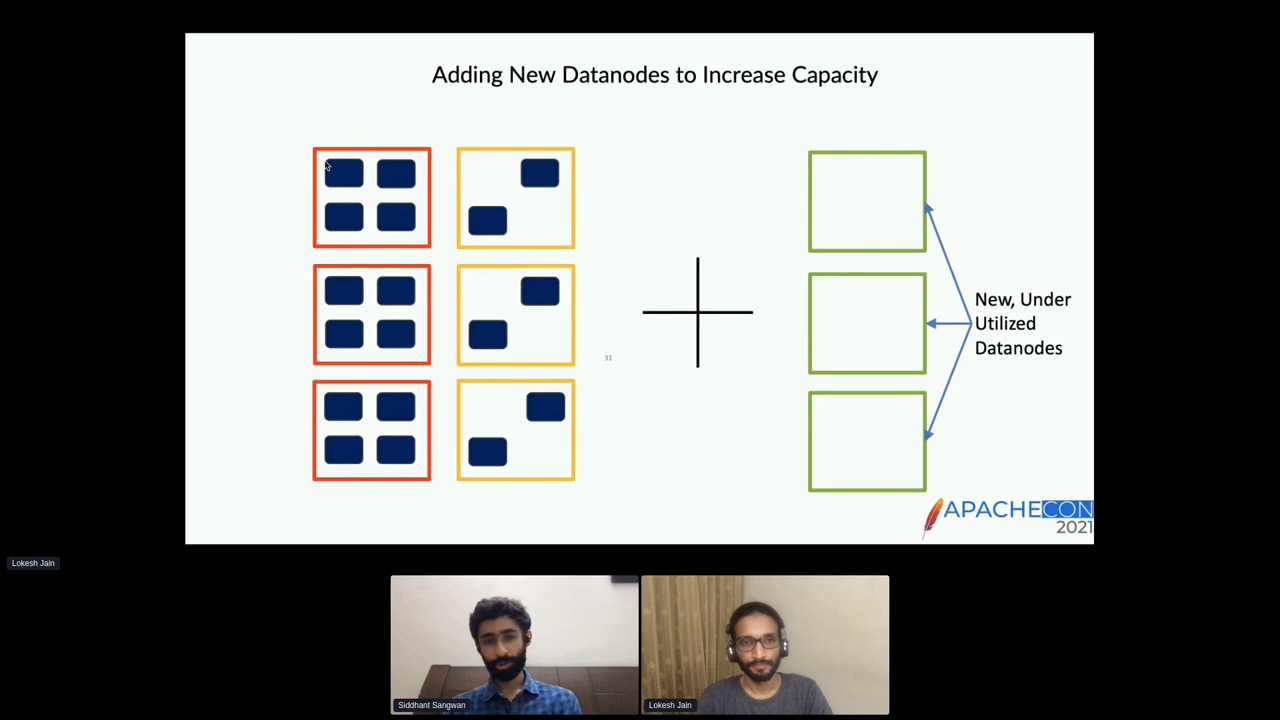 Adding New Datanodes to Increase Capacity
New, Under
Utilized
Datanodes
31
APACHECON
2021
Lokesh Jain
Siddhant Sangwan
Lokesh Jain